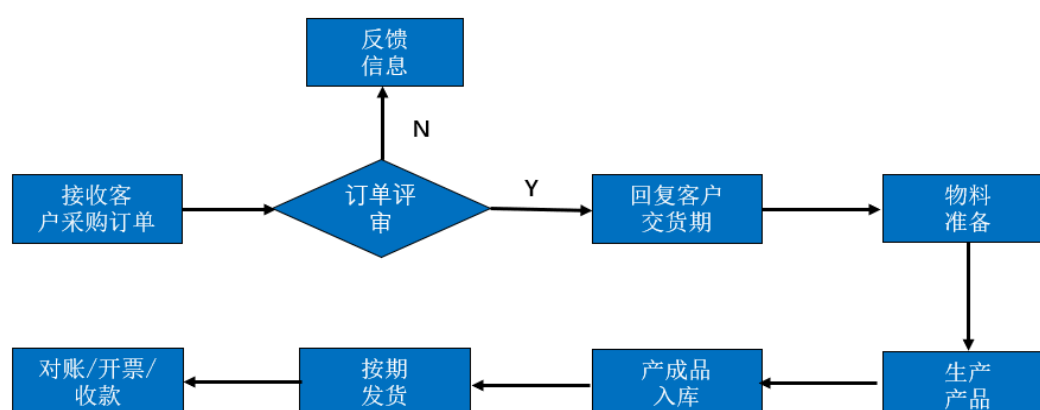 反馈
信息
N
接收客
户采购订单
订单评
审
Y
回复客户
交货期
物料
准备
对账/开票/
收款
按期
发货
产成品
入库
生产
产品